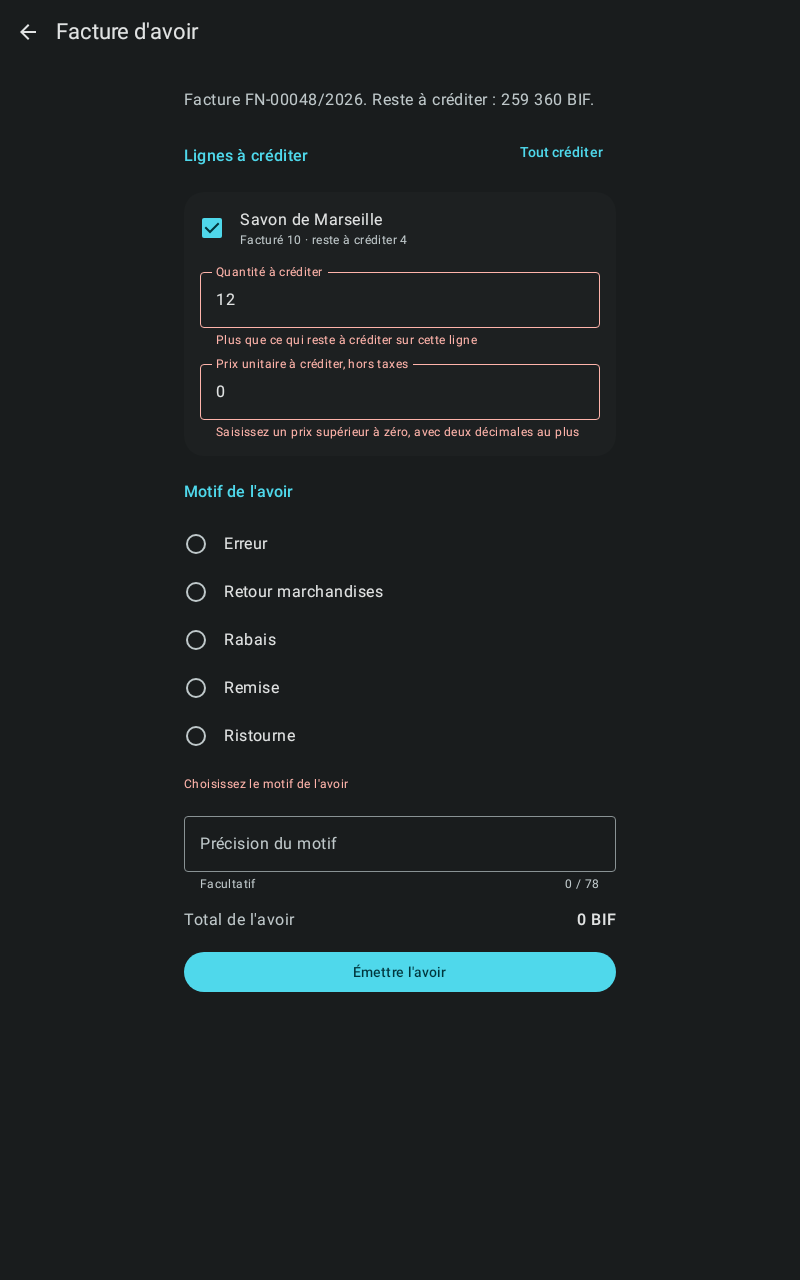 Facture d'avoir
Facture FN-00048/2026. Reste à créditer : 259 360 BIF.
Lignes à créditer
Tout créditer
Savon de Marseille
Facturé 10 · reste à créditer 4
Quantité à créditer
12
Plus que ce qui reste à créditer sur cette ligne
Prix unitaire à créditer, hors taxes
0
Saisissez un prix supérieur à zéro, avec deux décimales au plus
Motif de l'avoir
Erreur
Retour marchandises
Rabais
Remise
Ristourne
Choisissez le motif de l'avoir
Précision du motif
Facultatif
0 / 78
Total de l'avoir
0 BIF
Émettre l'avoir